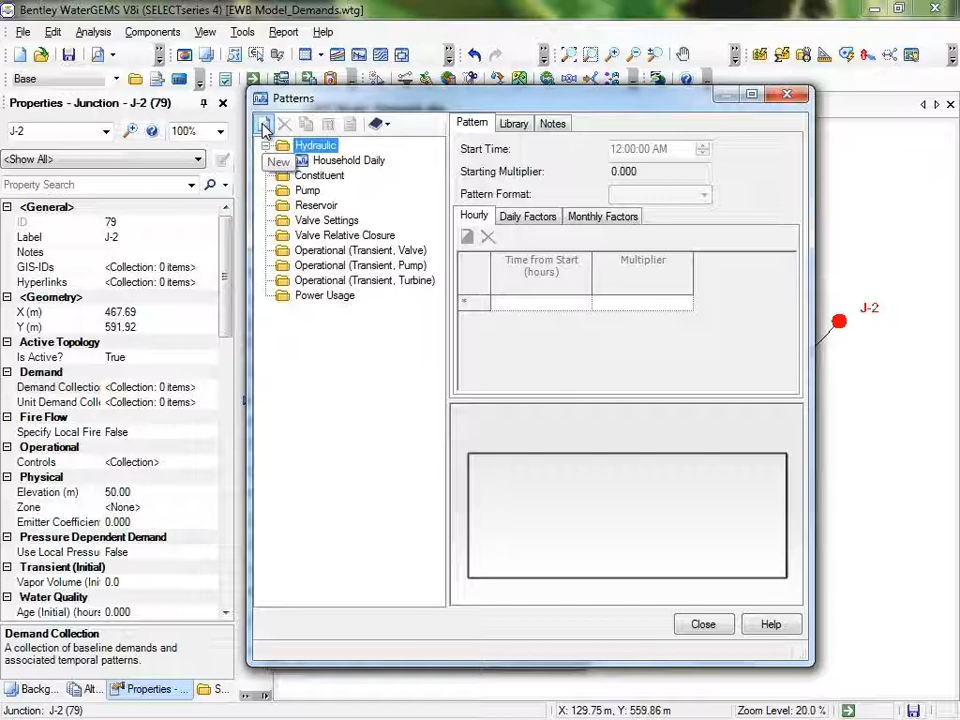 Bentley WaterGEMS V8i (SELECTseries 4) [EWB Model_Demands.wtg]
File Edit Analysis Components View Tools Report Help
Base
Properties - Junction - J-2 (79)
J-2 100%
<Show All>
Property Search
<General>
ID 79
Label J-2
Notes
GIS-IDs <Collection: 0 items>
Hyperlinks <Collection: 0 items>
<Geometry>
X (m) 467.69
Y (m) 591.92
Active Topology
Is Active? True
Demand
Demand Collectio <Collection: 0 items>
Unit Demand Coll <Collection: 0 items>
Fire Flow
Specify Local Fire False
Operational
Controls <Collection>
Physical
Elevation (m) 50.00
Zone <None>
Emitter Coefficien 0.000
Pressure Dependent Demand
Use Local Pressu False
Transient (Initial)
Vapor Volume (Ini 0.0
Water Quality
Age (Initial) (hour: 0.000
Demand Collection
A collection of baseline demands and
associated temporal patterns.
Backg... Alt... Properties - ... S...
Patterns
New
Hydraulic
Household Daily
Constituent
Pump
Reservoir
Valve Settings
Valve Relative Closure
Operational (Transient, Valve)
Operational (Transient, Pump)
Operational (Transient, Turbine)
Power Usage
Pattern Library Notes
Start Time: 12:00:00 AM
Starting Multiplier: 0.000
Pattern Format:
Hourly Daily Factors Monthly Factors
Time from Start
(hours)
Multiplier
*
Close Help
J-2
Junction: J-2 (79) X: 129.75 m, Y: 559.86 m Zoom Level: 20.0 %